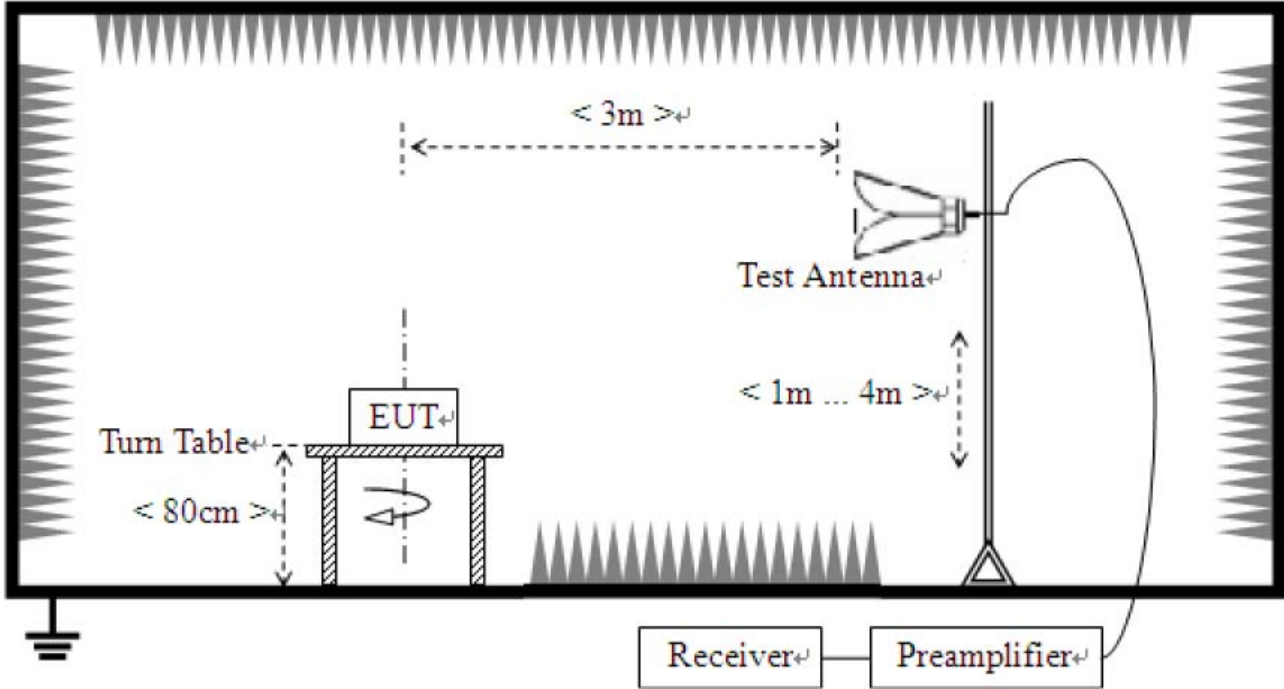 < 3m >↵
Test Antenna↵
< 1m ... 4m >↵
EUT↵
Turn Table↵
< 80cm >↵
Receiver↵
Preamplifier↵